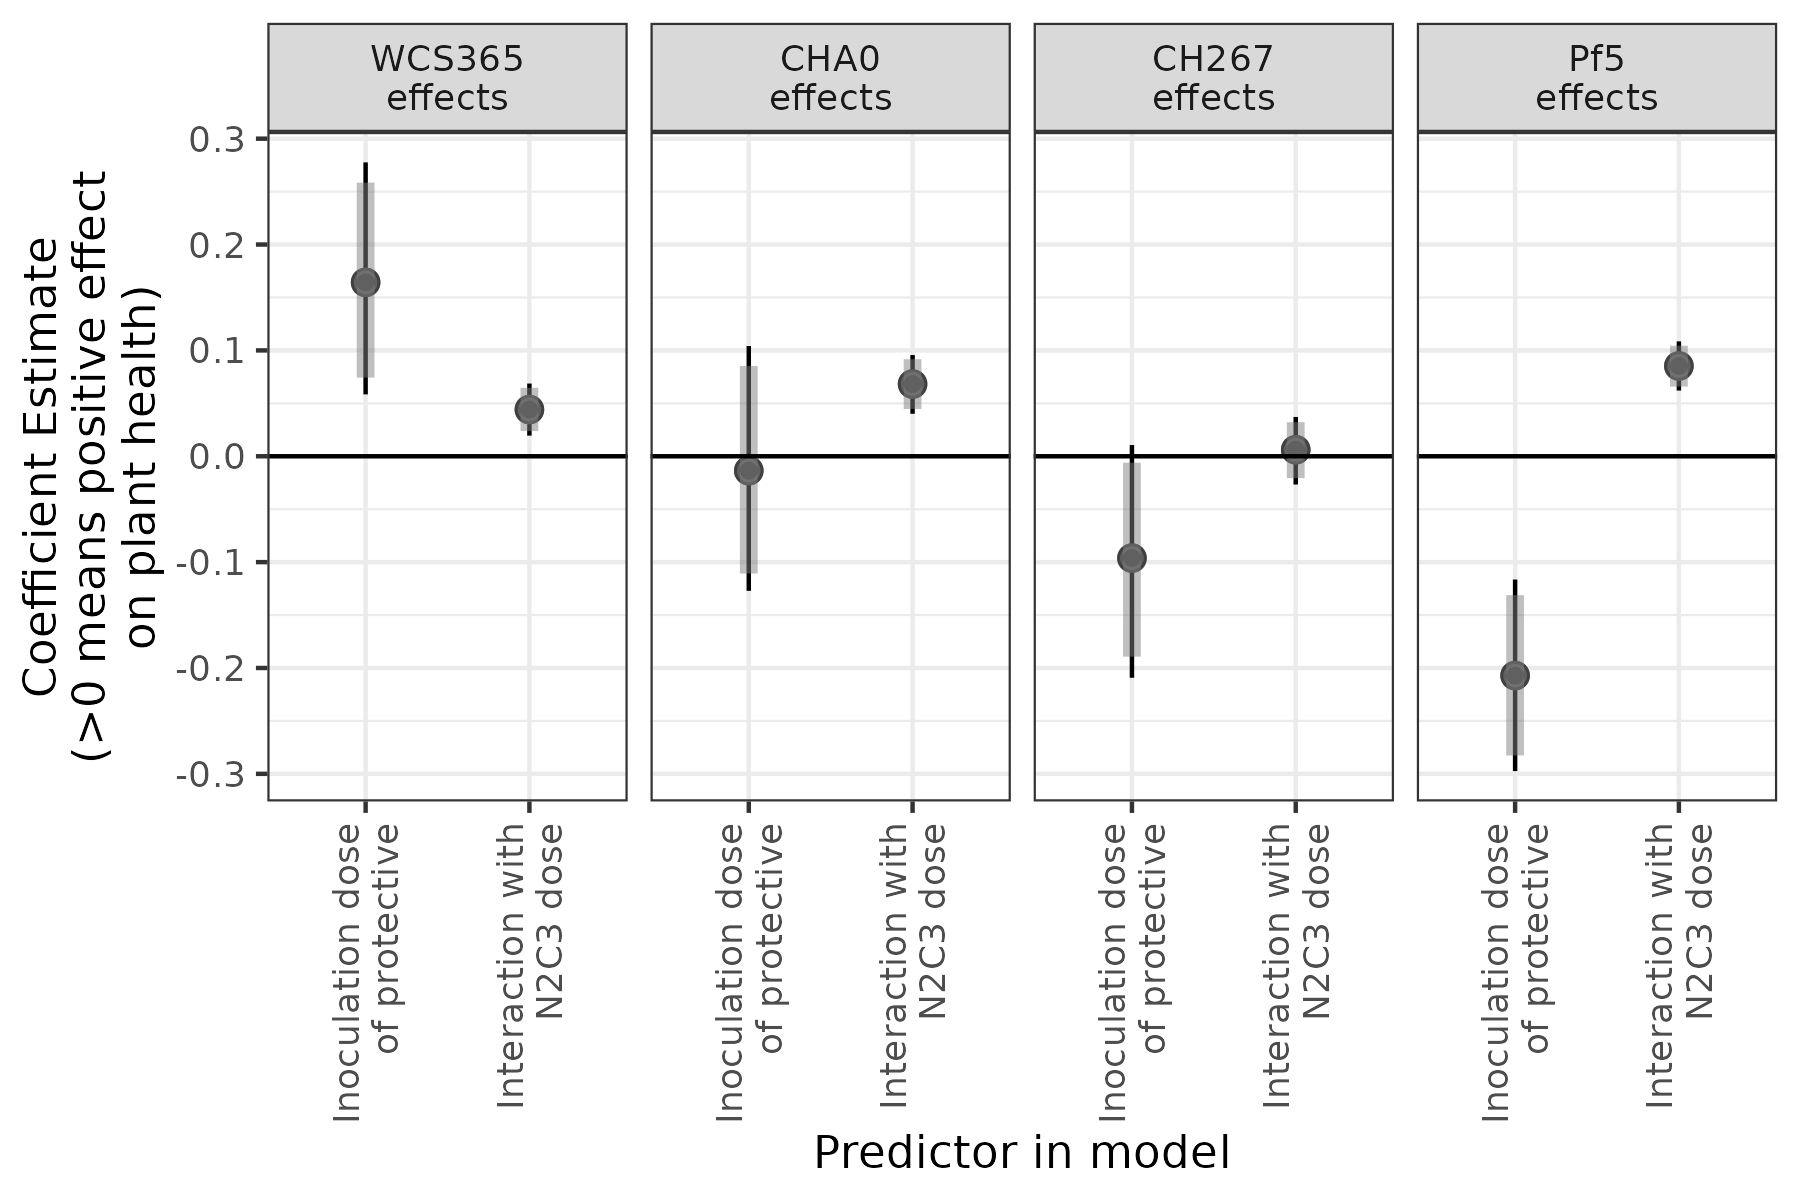 WCS365
effects
CHA0
effects
CH267
effects
Pf5
effects
Coefficient Estimate
(>0 means positive effect
on plant health)
0.3
0.2
0.1
0.0
-0.1
-0.2
-0.3
Inoculation dose
of protective
Interaction with
N2C3 dose
Inoculation dose
of protective
Interaction with
N2C3 dose
Inoculation dose
of protective
Interaction with
N2C3 dose
Inoculation dose
of protective
Interaction with
N2C3 dose
Predictor in model